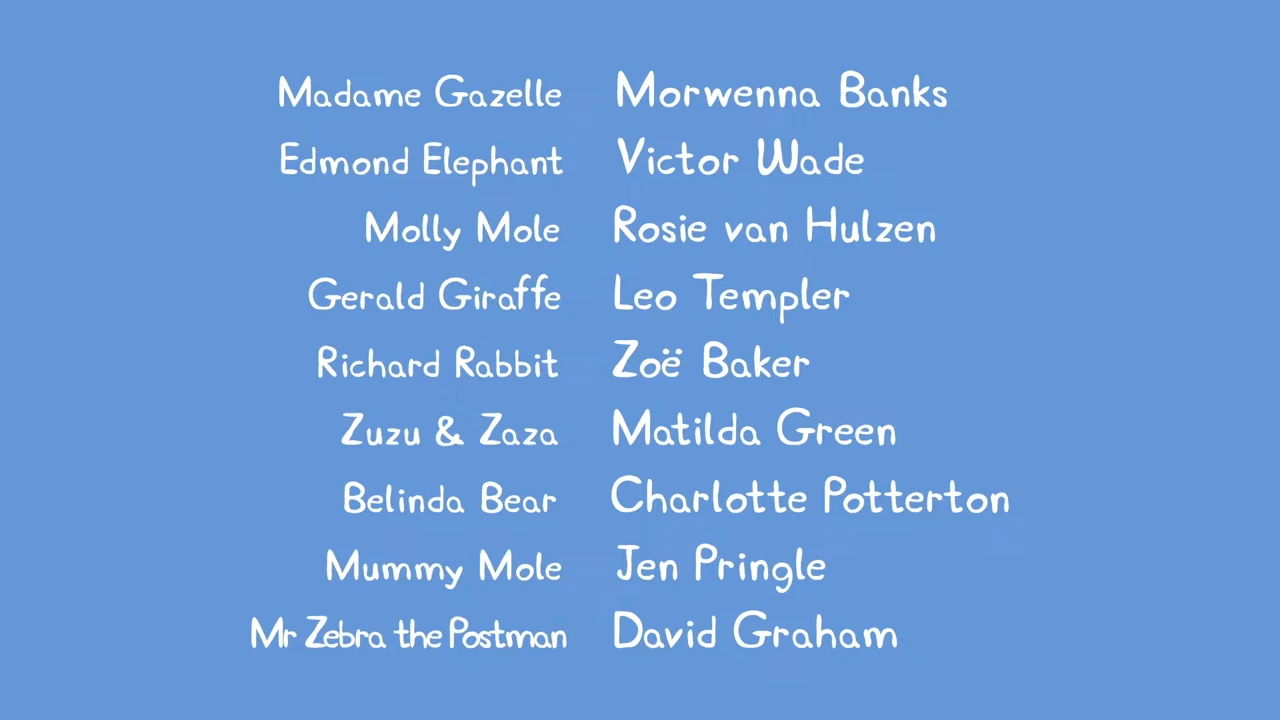 Madame Gazelle Morwenna Banks
Edmond Elephant Victor Wade
Molly Mole Rosie van Hulzen
Gerald Giraffe Leo Templer
Richard Rabbit Zoë Baker
Zuzu & Zaza Matilda Green
Belinda Bear Charlotte Potterton
Mummy Mole Jen Pringle
Mr Zebra the Postman David Graham